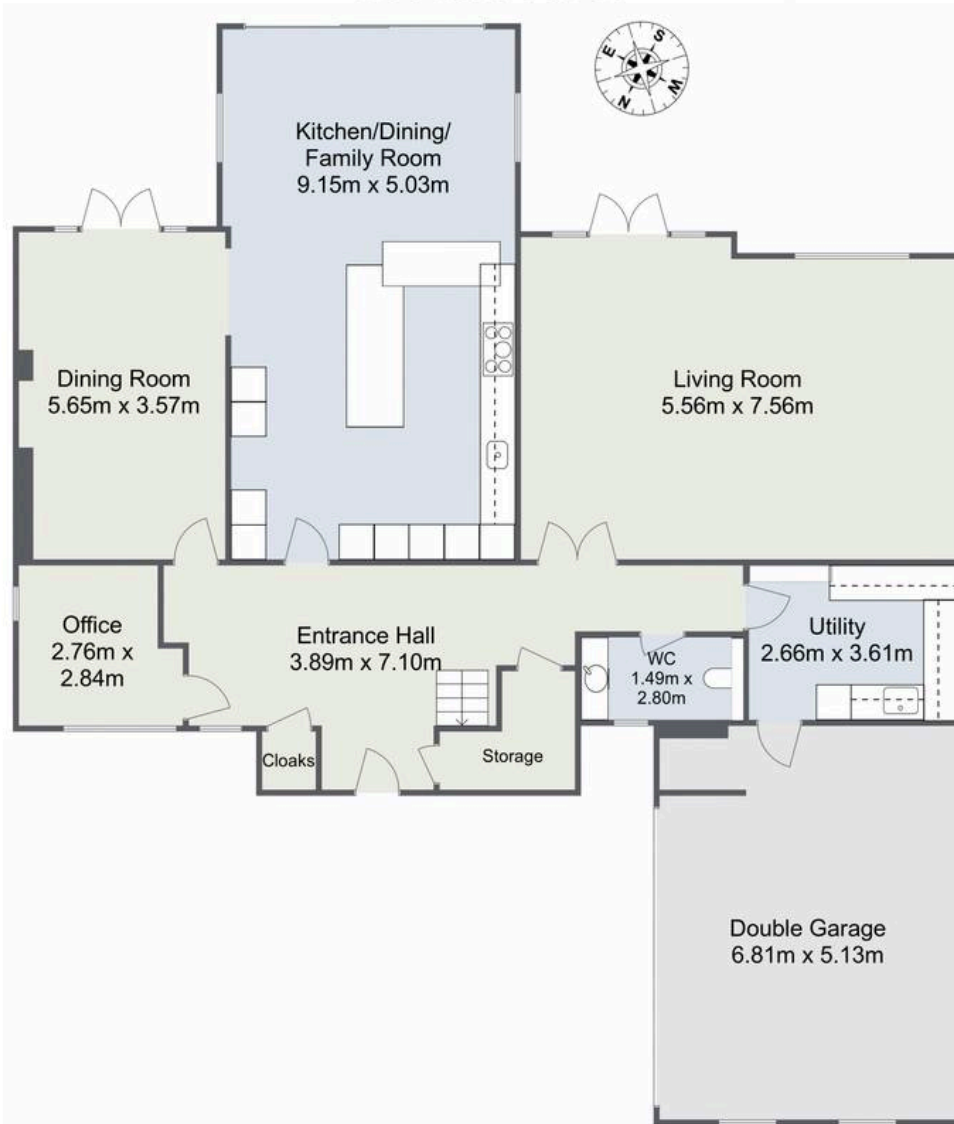 S
E
W
N
Kitchen/Dining/
Family Room
9.15m x 5.03m
Dining Room
5.65m x 3.57m
Living Room
5.56m x 7.56m
Office
2.76m x
2.84m
Entrance Hall
3.89m x 7.10m
WC
1.49m x
2.80m
Utility
2.66m x 3.61m
Cloaks
Storage
Double Garage
6.81m x 5.13m